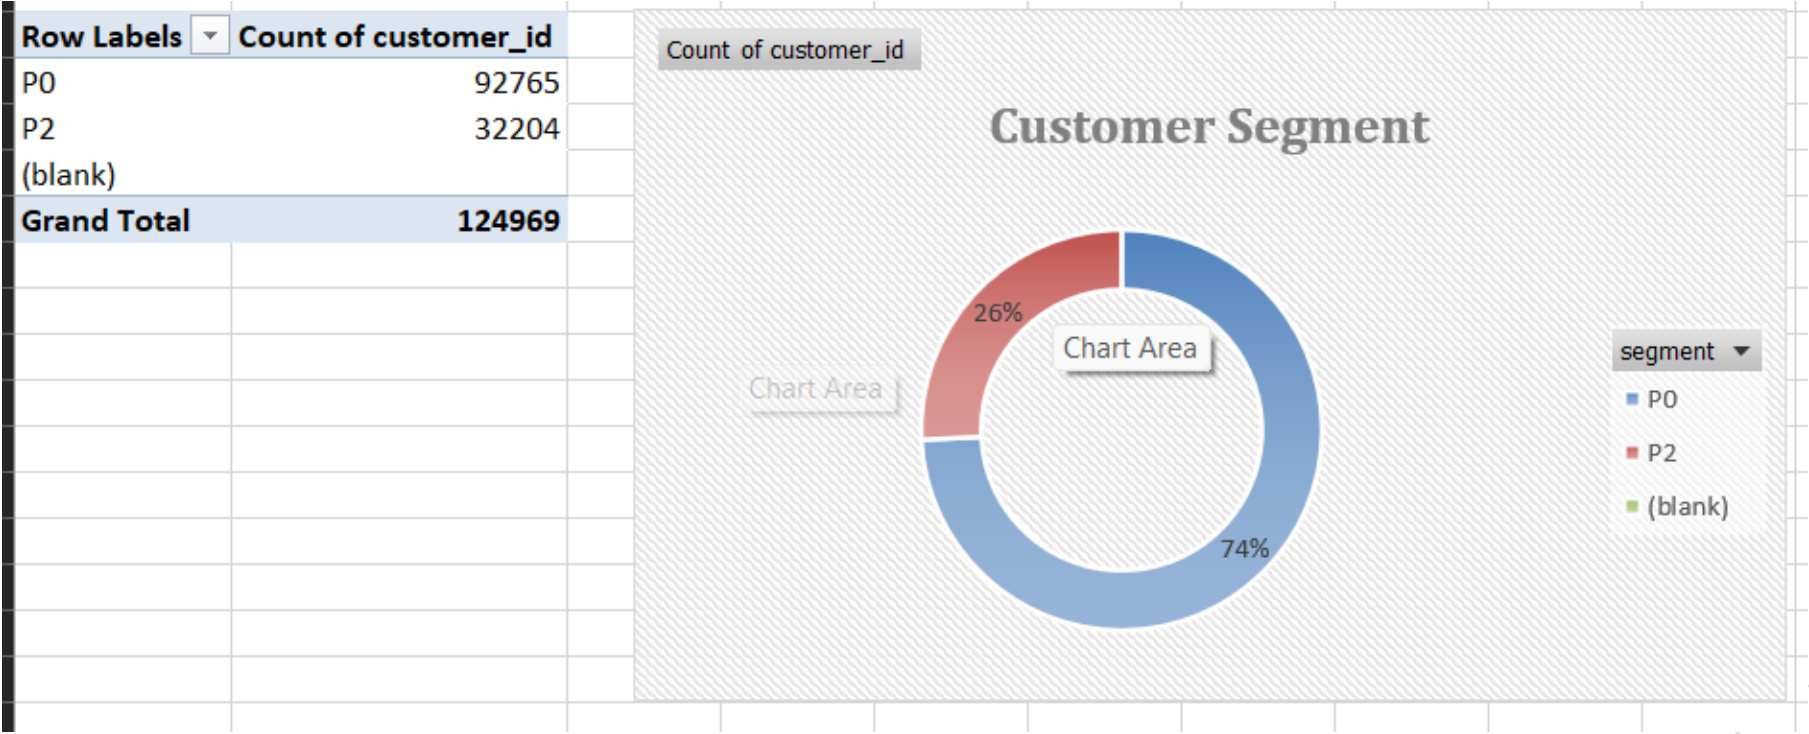 Row Labels Count of customer_id
P0 92765
P2 32204
(blank)
Grand Total 124969
Count of customer_id
Customer Segment
26%
Chart Area
Chart Area
74%
segment
P0
P2
(blank)